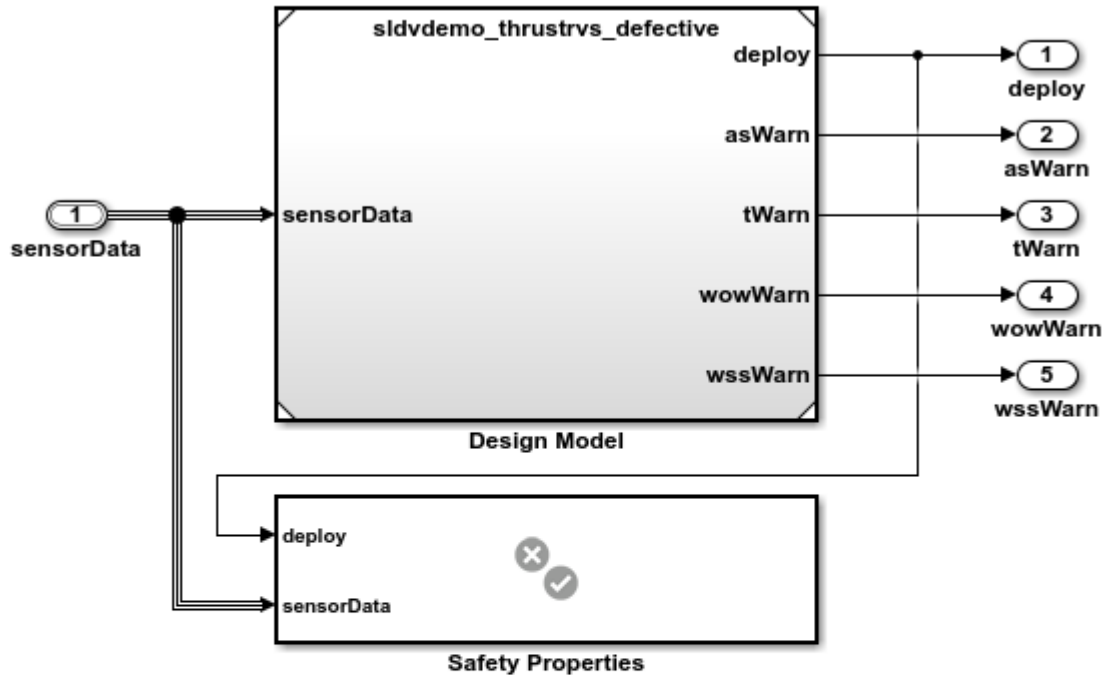 sldvdemo_thrustrvs_defective
deploy
1
deploy
asWarn
2
asWarn
1
sensorData
sensorData
tWarn
3
tWarn
wowWarn
4
wowWarn
wssWarn
5
wssWarn
Design Model
deploy
sensorData
Safety Properties